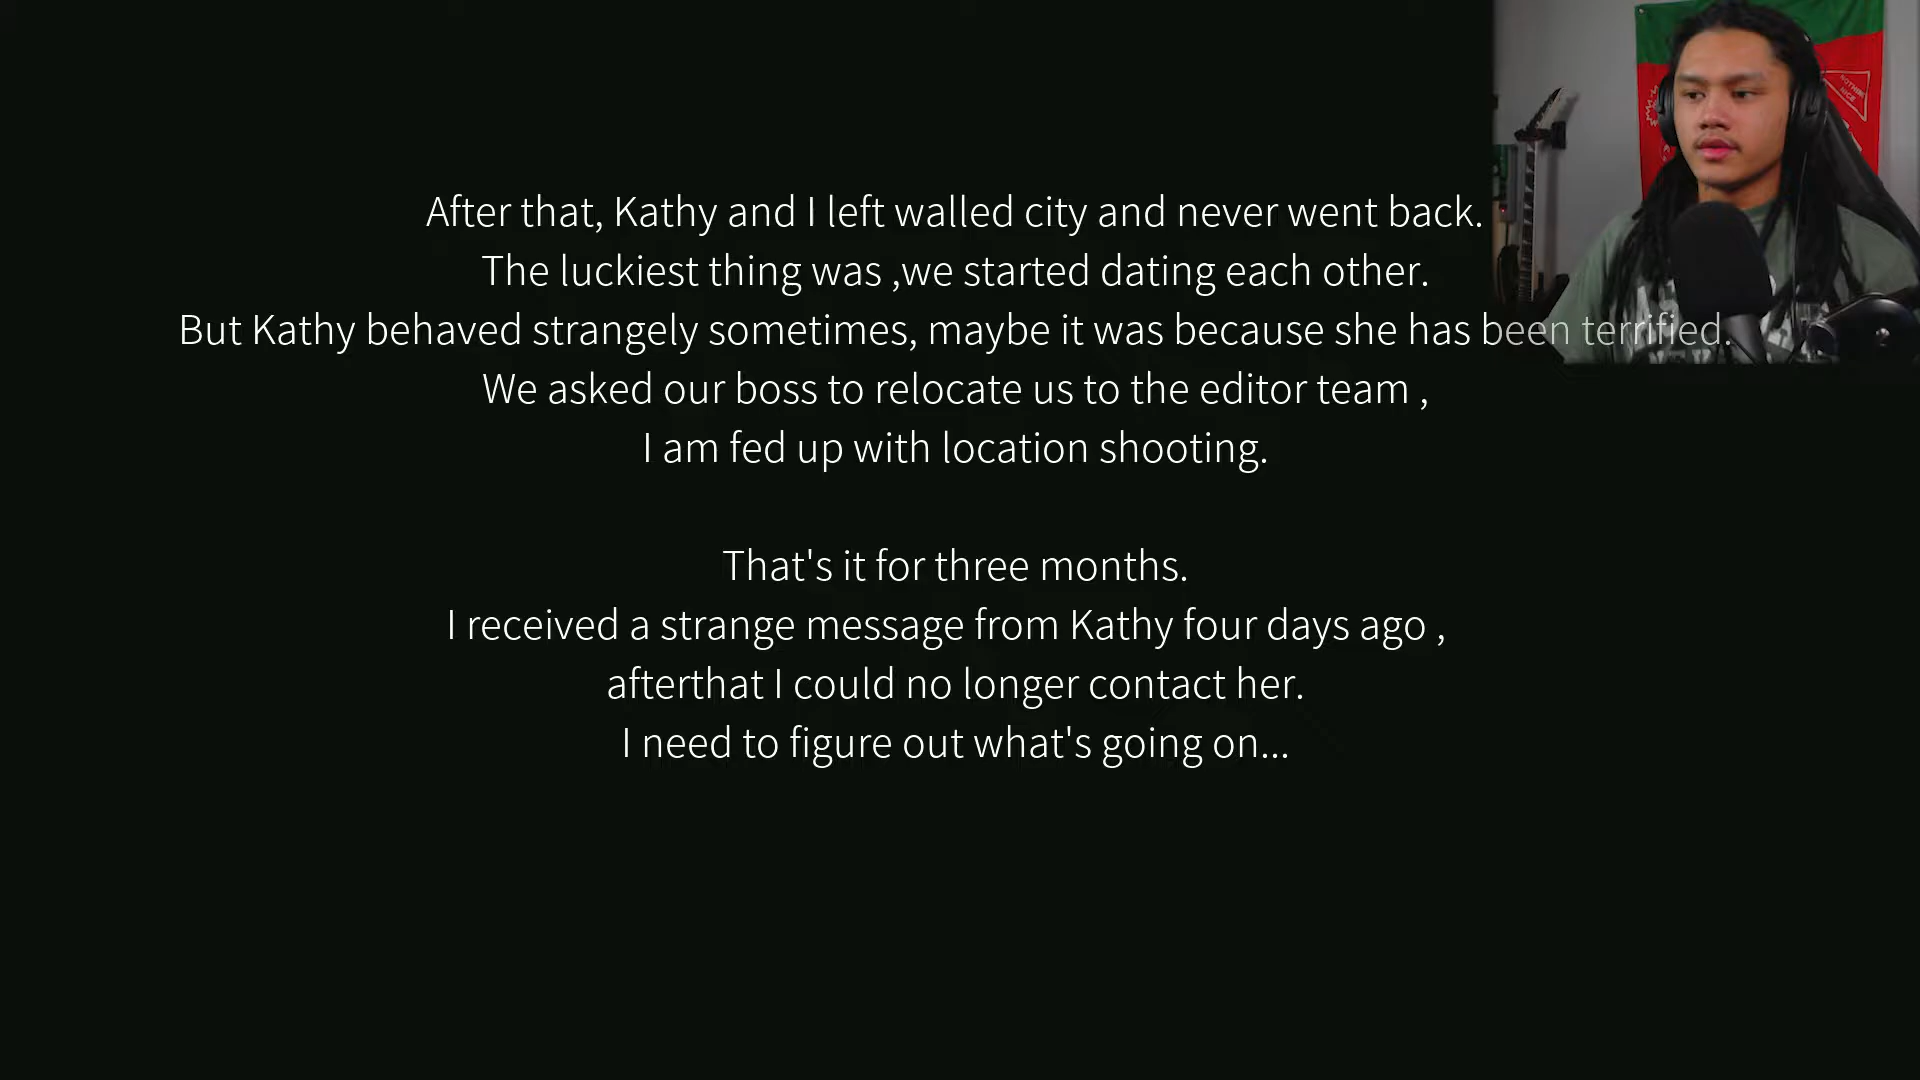 After that, Kathy and I left walled city and never went back.
The luckiest thing was ,we started dating each other.
But Kathy behaved strangely sometimes, maybe it was because she has been terrified.
We asked our boss to relocate us to the editor team ,
I am fed up with location shooting.
That's it for three months.
I received a strange message from Kathy four days ago ,
afterthat I could no longer contact her.
I need to figure out what's going on...
NOTHING
NICE